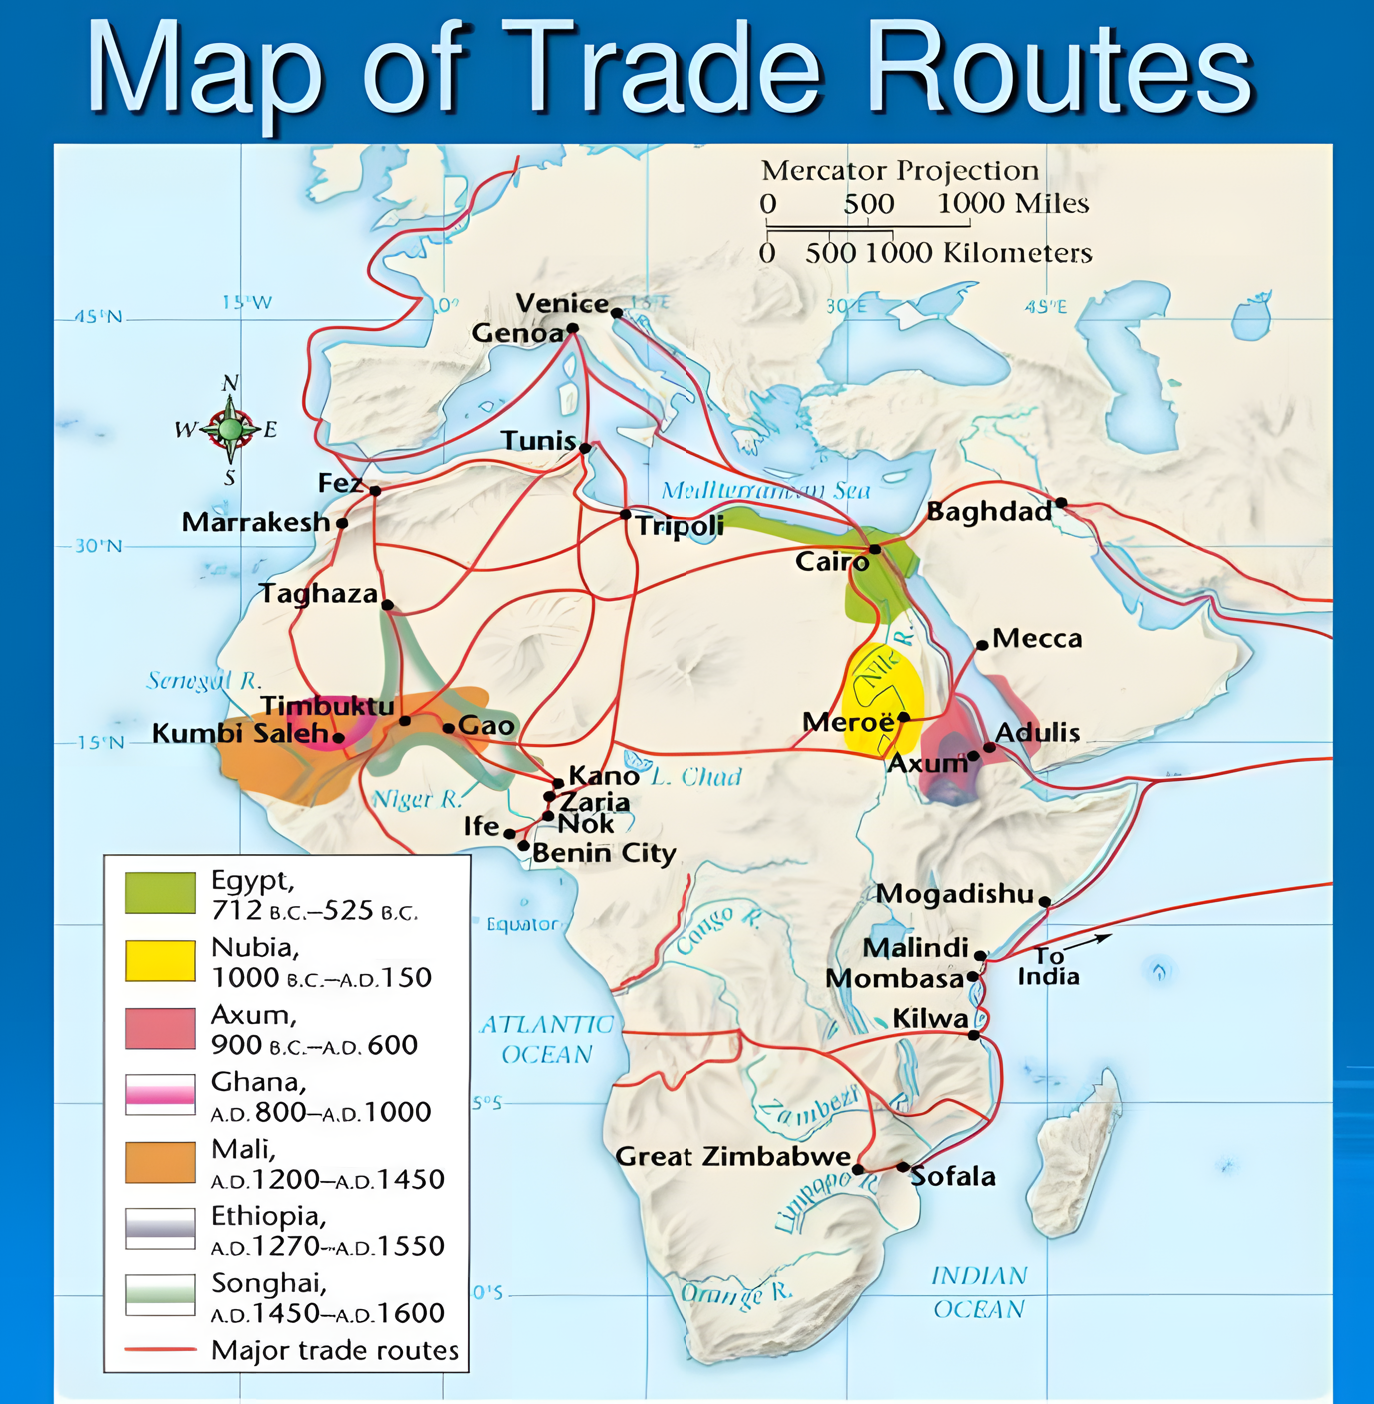 Map of Trade Routes
Mercator Projection
0 500 1000 Miles
0 500 1000 Kilometers
15°W
0°
15°E
30°E
45°E
45°N
Venice
Genoa
N
W E
S
Tunis
Fez
Mediterranean Sea
Marrakesh
Tripoli
Baghdad
30°N
Cairo
Taghaza
Mecca
Nile R.
Senegal R.
Timbuktu
Kumbi Saleh
Gao
Meroë
Adulis
15°N
Axum
Kano
L. Chad
Niger R.
Zaria
Nok
Ife
Benin City
Mogadishu
Equator
Congo R.
Malindi
Mombasa
To
India
Kilwa
ATLANTIC
OCEAN
5°S
Zambezi R.
Great Zimbabwe
Sofala
Limpopo R.
Orange R.
0°S
INDIAN
OCEAN
Egypt,
712 B.C.–525 B.C.
Nubia,
1000 B.C.–A.D.150
Axum,
900 B.C.–A.D. 600
Ghana,
A.D. 800–A.D.1000
Mali,
A.D.1200–A.D.1450
Ethiopia,
A.D.1270–A.D.1550
Songhai,
A.D.1450–A.D.1600
Major trade routes